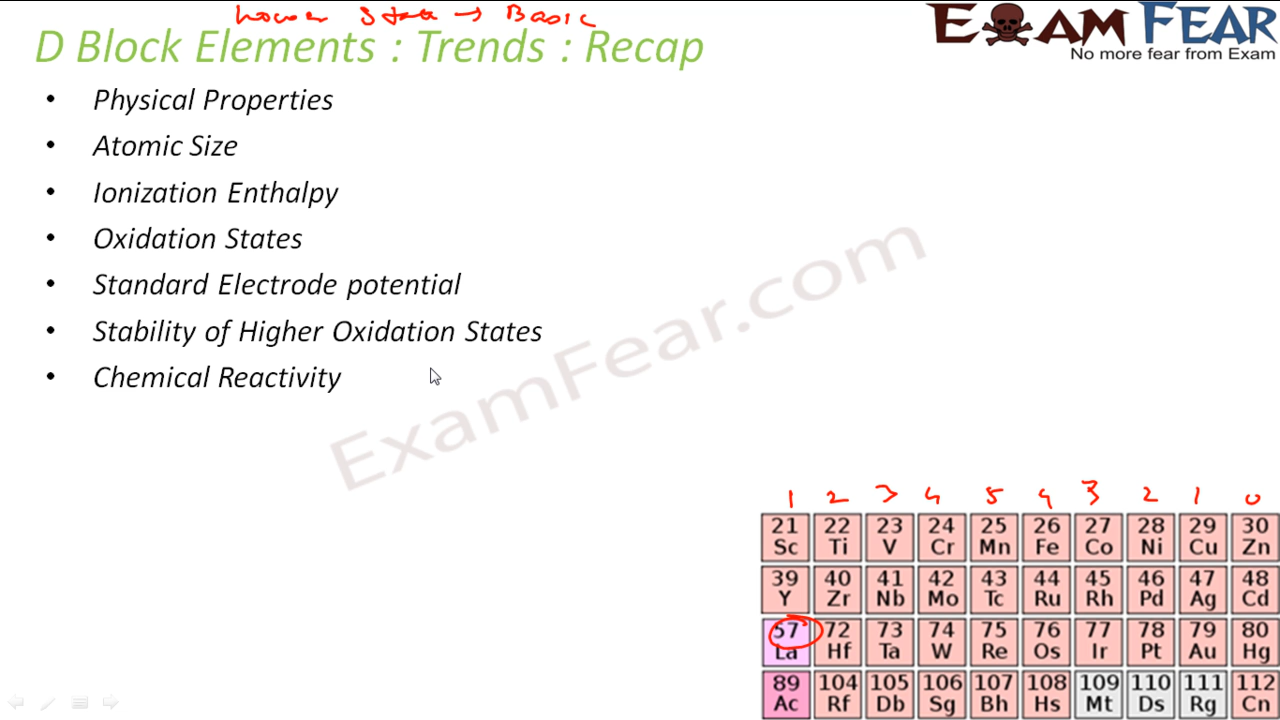 Lower State → Basic
D Block Elements : Trends : Recap
EXAM FEAR
No more fear from Exam
• Physical Properties
• Atomic Size
• Ionization Enthalpy
• Oxidation States
• Standard Electrode potential
• Stability of Higher Oxidation States
• Chemical Reactivity
ExamFear.com
1 2 3 4 5 4 3 2 1 0
21 22 23 24 25 26 27 28 29 30
Sc Ti V Cr Mn Fe Co Ni Cu Zn
39 40 41 42 43 44 45 46 47 48
Y Zr Nb Mo Tc Ru Rh Pd Ag Cd
57 72 73 74 75 76 77 78 79 80
La Hf Ta W Re Os Ir Pt Au Hg
89 104 105 106 107 108 109 110 111 112
Ac Rf Db Sg Bh Hs Mt Ds Rg Cn